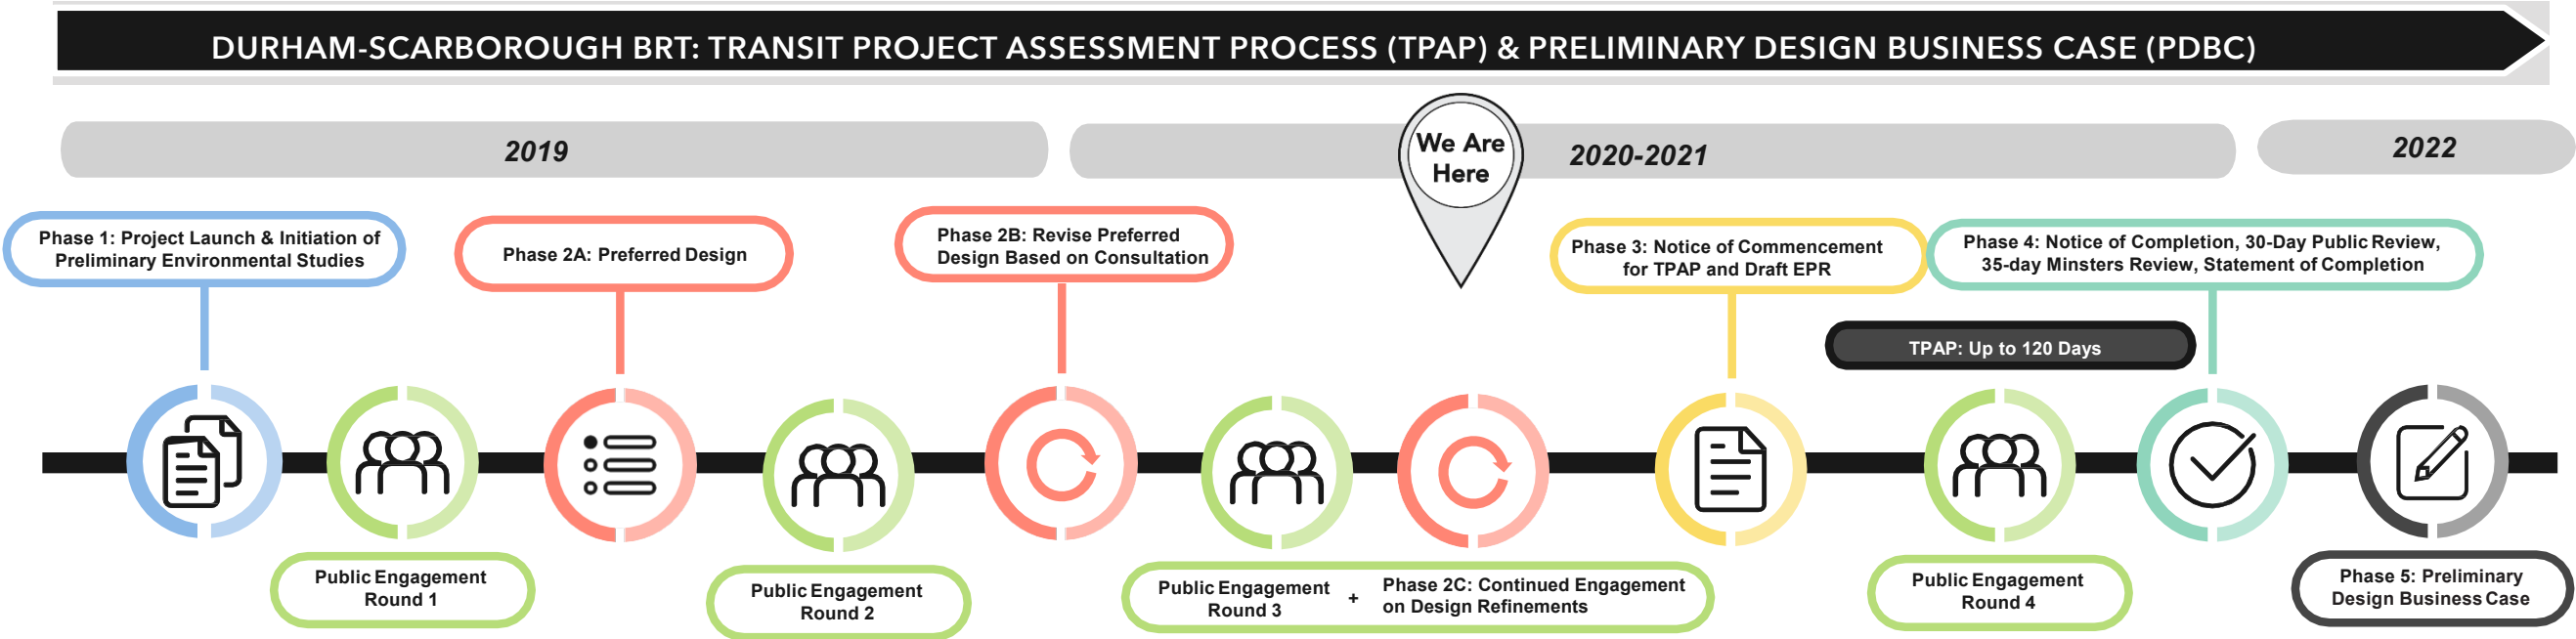 DURHAM-SCARBOROUGH BRT: TRANSIT PROJECT ASSESSMENT PROCESS (TPAP) & PRELIMINARY DESIGN BUSINESS CASE (PDBC)
2019
We Are
Here
2020-2021
2022
Phase 1: Project Launch & Initiation of
Preliminary Environmental Studies
Phase 2A: Preferred Design
Phase 2B: Revise Preferred
Design Based on Consultation
Phase 3: Notice of Commencement
for TPAP and Draft EPR
Phase 4: Notice of Completion, 30-Day Public Review,
35-day Minsters Review, Statement of Completion
TPAP: Up to 120 Days
Public Engagement
Round 1
Public Engagement
Round 2
Public Engagement
Round 3
+
Phase 2C: Continued Engagement
on Design Refinements
Public Engagement
Round 4
Phase 5: Preliminary
Design Business Case